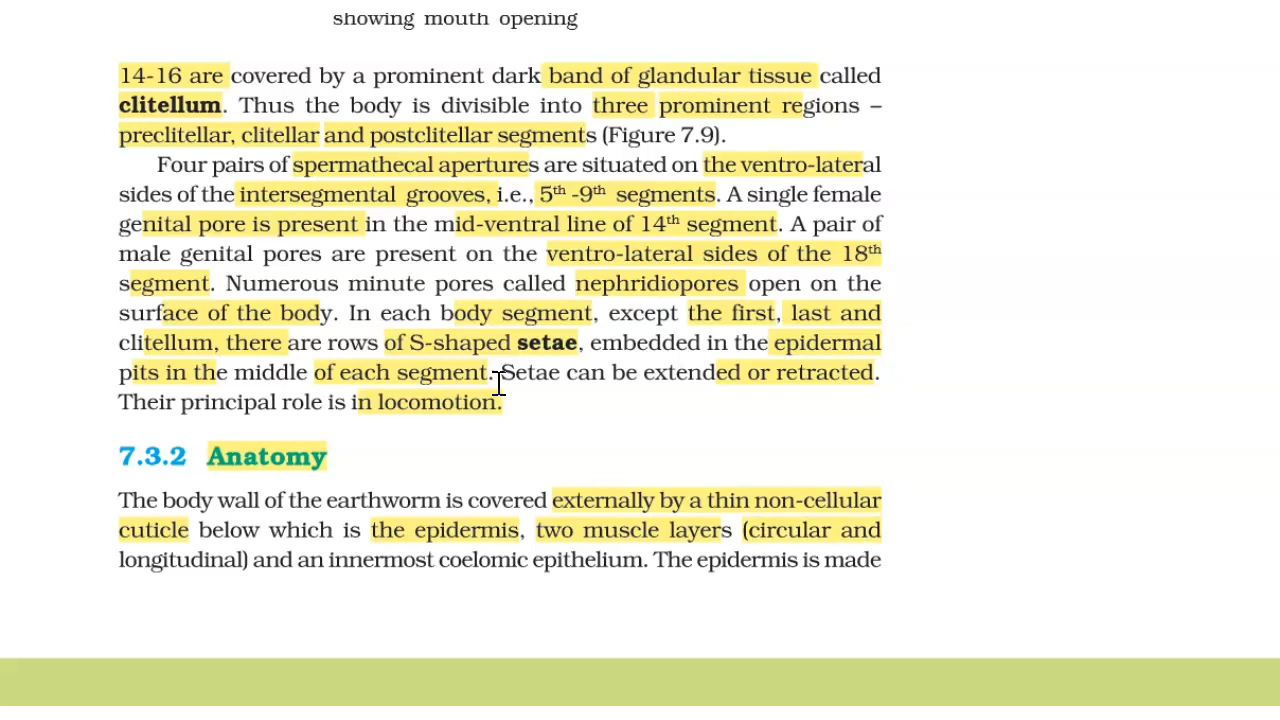 showing mouth opening
14-16 are covered by a prominent dark band of glandular tissue called
clitellum. Thus the body is divisible into three prominent regions –
preclitellar, clitellar and postclitellar segments (Figure 7.9).
Four pairs of spermathecal apertures are situated on the ventro-lateral
sides of the intersegmental grooves, i.e., 5th -9th segments. A single female
genital pore is present in the mid-ventral line of 14th segment. A pair of
male genital pores are present on the ventro-lateral sides of the 18th
segment. Numerous minute pores called nephridiopores open on the
surface of the body. In each body segment, except the first, last and
clitellum, there are rows of S-shaped setae, embedded in the epidermal
pits in the middle of each segment. Setae can be extended or retracted.
Their principal role is in locomotion.
7.3.2 Anatomy
The body wall of the earthworm is covered externally by a thin non-cellular
cuticle below which is the epidermis, two muscle layers (circular and
longitudinal) and an innermost coelomic epithelium. The epidermis is made